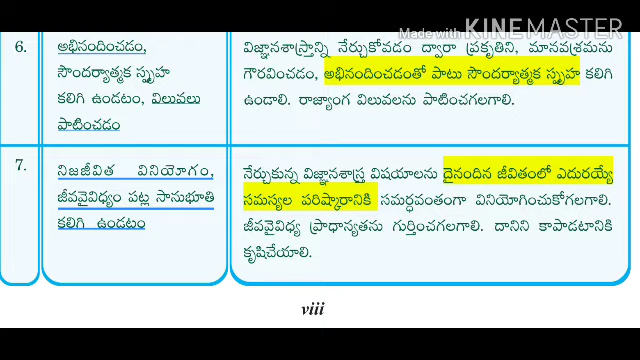 Made with KINEMASTER
6.
అభినందించడం,
సౌందర్యాత్మక స్పృహ
కలిగి ఉండటం, విలువలు
పాటించడం
విజ్ఞానశాస్త్రాన్ని నేర్చుకోవడం ద్వారా ప్రకృతిని, మానవశ్రమను
గౌరవించడం, అభినందించడంతో పాటు సౌందర్యాత్మక స్పృహ కలిగి
ఉండాలి. రాజ్యాంగ విలువలను పాటించగలగాలి.
7.
నిజజీవిత వినియోగం,
జీవవైవిధ్యం పట్ల సానుభూతి
కలిగి ఉండటం
నేర్చుకున్న విజ్ఞానశాస్త్ర విషయాలను దైనందిన జీవితంలో ఎదురయ్యే
సమస్యల పరిష్కారానికి సమర్ధవంతంగా వినియోగించుకోగలగాలి.
జీవవైవిధ్య ప్రాధాన్యతను గుర్తించగలగాలి. దానిని కాపాడటానికి
కృషిచేయాలి.
viii